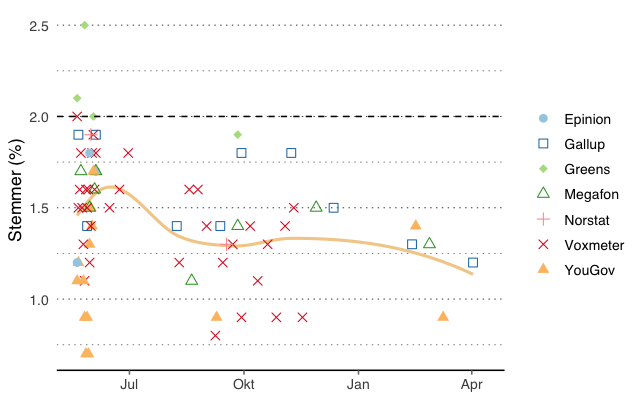 2.5
2.0
1.5
1.0
Stemmer (%)
Jul
Okt
Jan
Apr
Epinion
Gallup
Greens
Megafon
Norstat
Voxmeter
YouGov